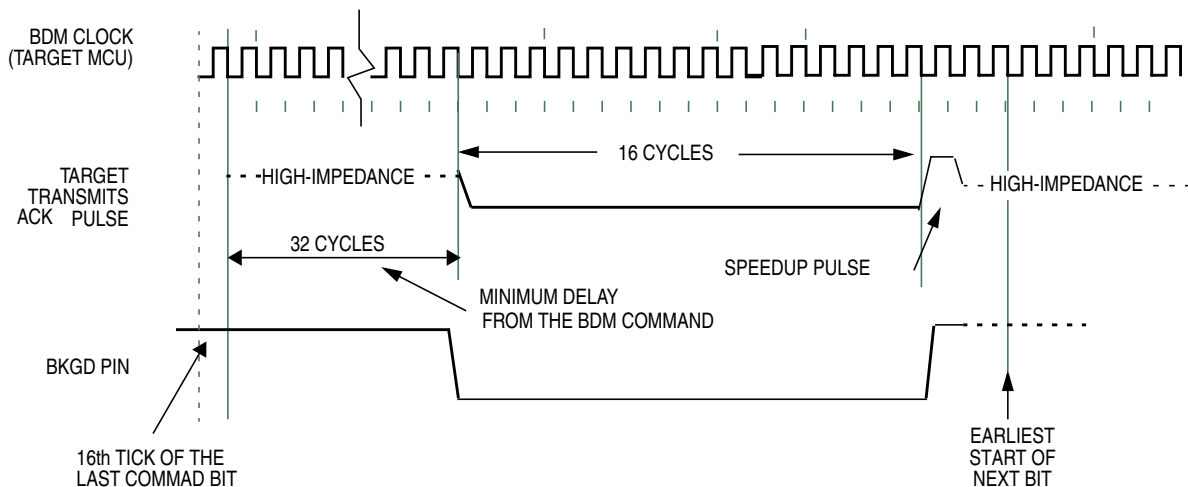 BDM CLOCK
(TARGET MCU)
16 CYCLES
TARGET
TRANSMITS
ACK PULSE
HIGH-IMPEDANCE
HIGH-IMPEDANCE
32 CYCLES
SPEEDUP PULSE
MINIMUM DELAY
FROM THE BDM COMMAND
BKGD PIN
16th TICK OF THE
LAST COMMAD BIT
EARLIEST
START OF
NEXT BIT